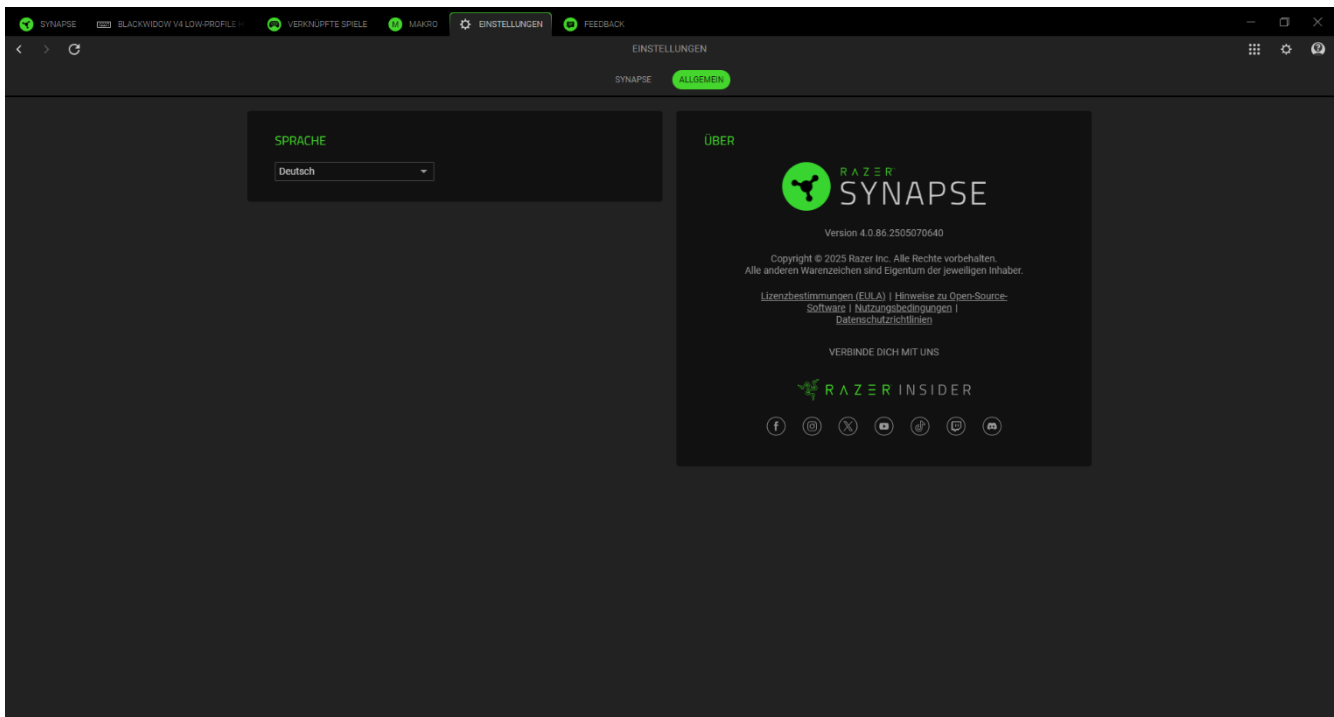 SYNAPSE BLACKWIDOW V4 LOW-PROFILE VERKNÜPFTE SPIELE M MAKRO EINSTELLUNGEN FEEDBACK
EINSTELLUNGEN
SYNAPSE ALLGEMEIN
SPRACHE
Deutsch
ÜBER
RAZER
SYNAPSE
Version 4.0.86.2505070640
Copyright © 2025 Razer Inc. Alle Rechte vorbehalten.
Alle anderen Warenzeichen sind Eigentum der jeweiligen Inhaber.
Lizenzbestimmungen (EULA) | Hinweise zu Open-Source-
Software | Nutzungsbedingungen |
Datenschutzrichtlinien
VERBINDE DICH MIT UNS
RAZER INSIDER